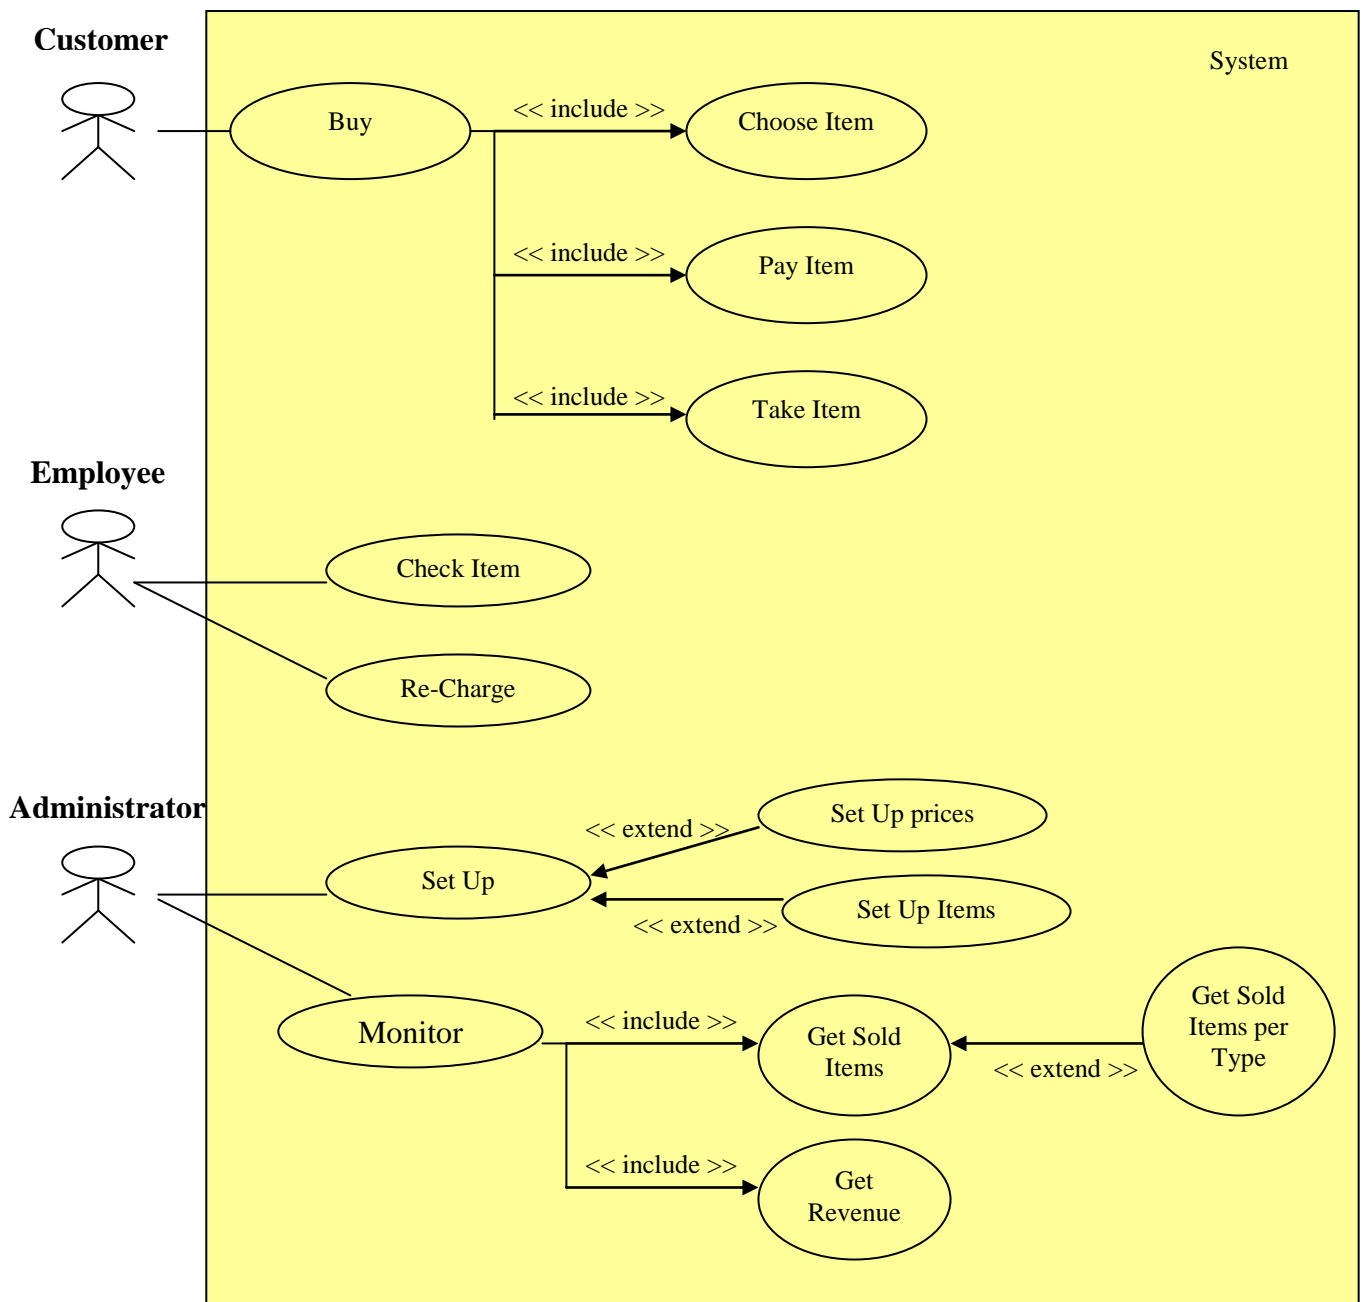 Customer
System
Buy
<< include >>
Choose Item
<< include >>
Pay Item
<< include >>
Take Item
Employee
Check Item
Re-Charge
Administrator
Set Up prices
<< extend >>
Set Up
Set Up Items
<< extend >>
Monitor
<< include >>
Get Sold
Items
<< extend >>
Get Sold
Items per
Type
<< include >>
Get
Revenue